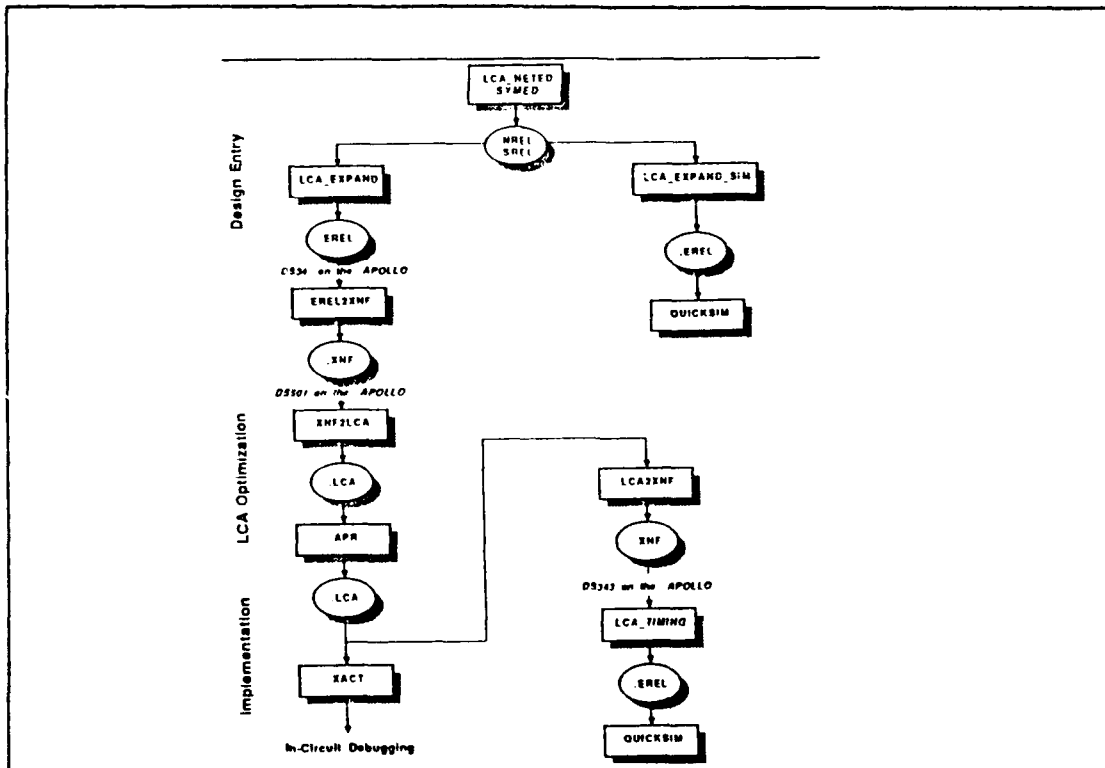 LCA_NETED
SYMED
NREL
SREL
Design Entry
LCA_EXPAND
LCA_EXPAND_SIM
EREL
.EREL
DS34 on the APOLLO
EREL2XNF
QUICKSIM
.XNF
DS501 on the APOLLO
LCA Optimization
XNF2LCA
.LCA
LCA2XNF
APR
XNF
DS343 on the APOLLO
Implementation
.LCA
LCA_TIMING
XACT
.EREL
In-Circuit Debugging
QUICKSIM